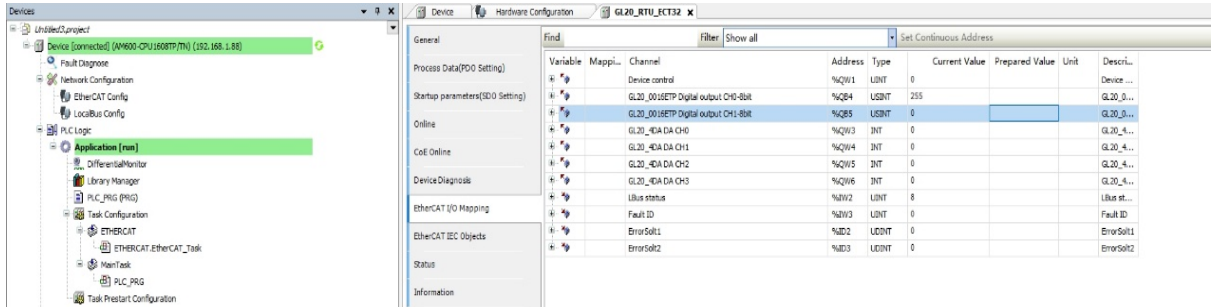 Devices
Untitled3.project
Device [connected] (AM600-CPU1608TP/TN) (192.168.1.88)
Fault Diagnose
Network Configuration
EtherCAT Config
LocalBus Config
PLC Logic
Application [run]
DifferentialMonitor
Library Manager
PLC_PRG (PRG)
Task Configuration
ETHERCAT
ETHERCAT.EtherCAT_Task
MainTask
PLC_PRG
Task Prestart Configuration
Device Hardware Configuration GL20_RTU_ECT32 X
General
Process Data(PDO Setting)
Startup parameters(SDO Setting)
Online
CoE Online
Device Diagnosis
EtherCAT I/O Mapping
EtherCAT IEC Objects
Status
Information
Find Filter Show all Set Continuous Address
Variable Mappi... Channel Address Type Current Value Prepared Value Unit Descri...
Device control %QW1 UINT 0 Device ...
GL20_0016ETP Digital output CH0-8bit %QB4 USINT 255 GL20_0...
GL20_0016ETP Digital output CH1-8bit %QB5 USINT 0 GL20_0...
GL20_4DA DA CH0 %QW3 INT 0 GL20_4...
GL20_4DA DA CH1 %QW4 INT 0 GL20_4...
GL20_4DA DA CH2 %QW5 INT 0 GL20_4...
GL20_4DA DA CH3 %QW6 INT 0 GL20_4...
LBus status %IW2 UINT 8 LBus st...
Fault ID %IW3 UINT 0 Fault ID
ErrorSolt1 %ID2 UDINT 0 ErrorSolt1
ErrorSolt2 %ID3 UDINT 0 ErrorSolt2